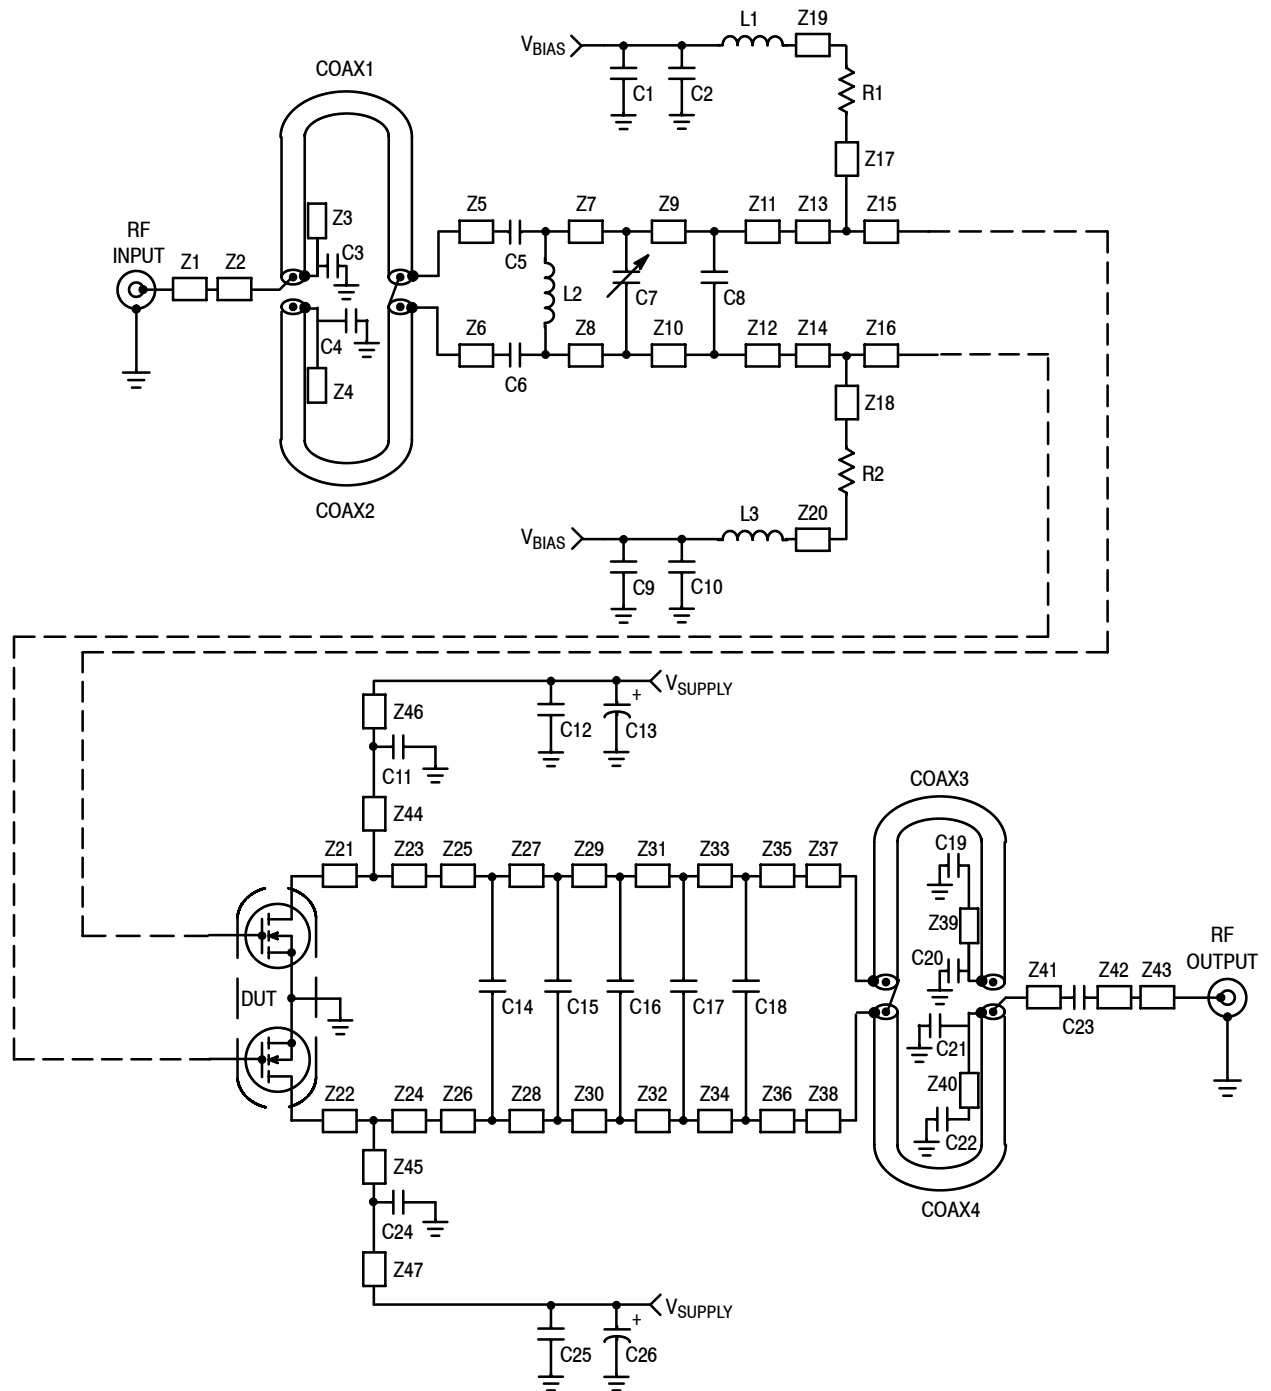 L1
Z19
VBIAS
C1
C2
R1
COAX1
Z17
Z3
C3
Z5
C5
Z7
Z9
Z11
Z13
Z15
RF
INPUT
Z1
Z2
L2
C7
C8
C4
Z4
Z6
C6
Z8
Z10
Z12
Z14
Z16
Z18
R2
COAX2
VBIAS
L3
Z20
C9
C10
VSUPPLY
Z46
C12
+
C13
C11
Z44
COAX3
Z21
Z23
Z25
Z27
Z29
Z31
Z33
Z35
Z37
C19
Z39
C20
RF
OUTPUT
Z41
Z42
Z43
C23
DUT
C14
C15
C16
C17
C18
C21
Z40
C22
Z22
Z24
Z26
Z28
Z30
Z32
Z34
Z36
Z38
Z45
C24
COAX4
Z47
VSUPPLY
C25
+
C26